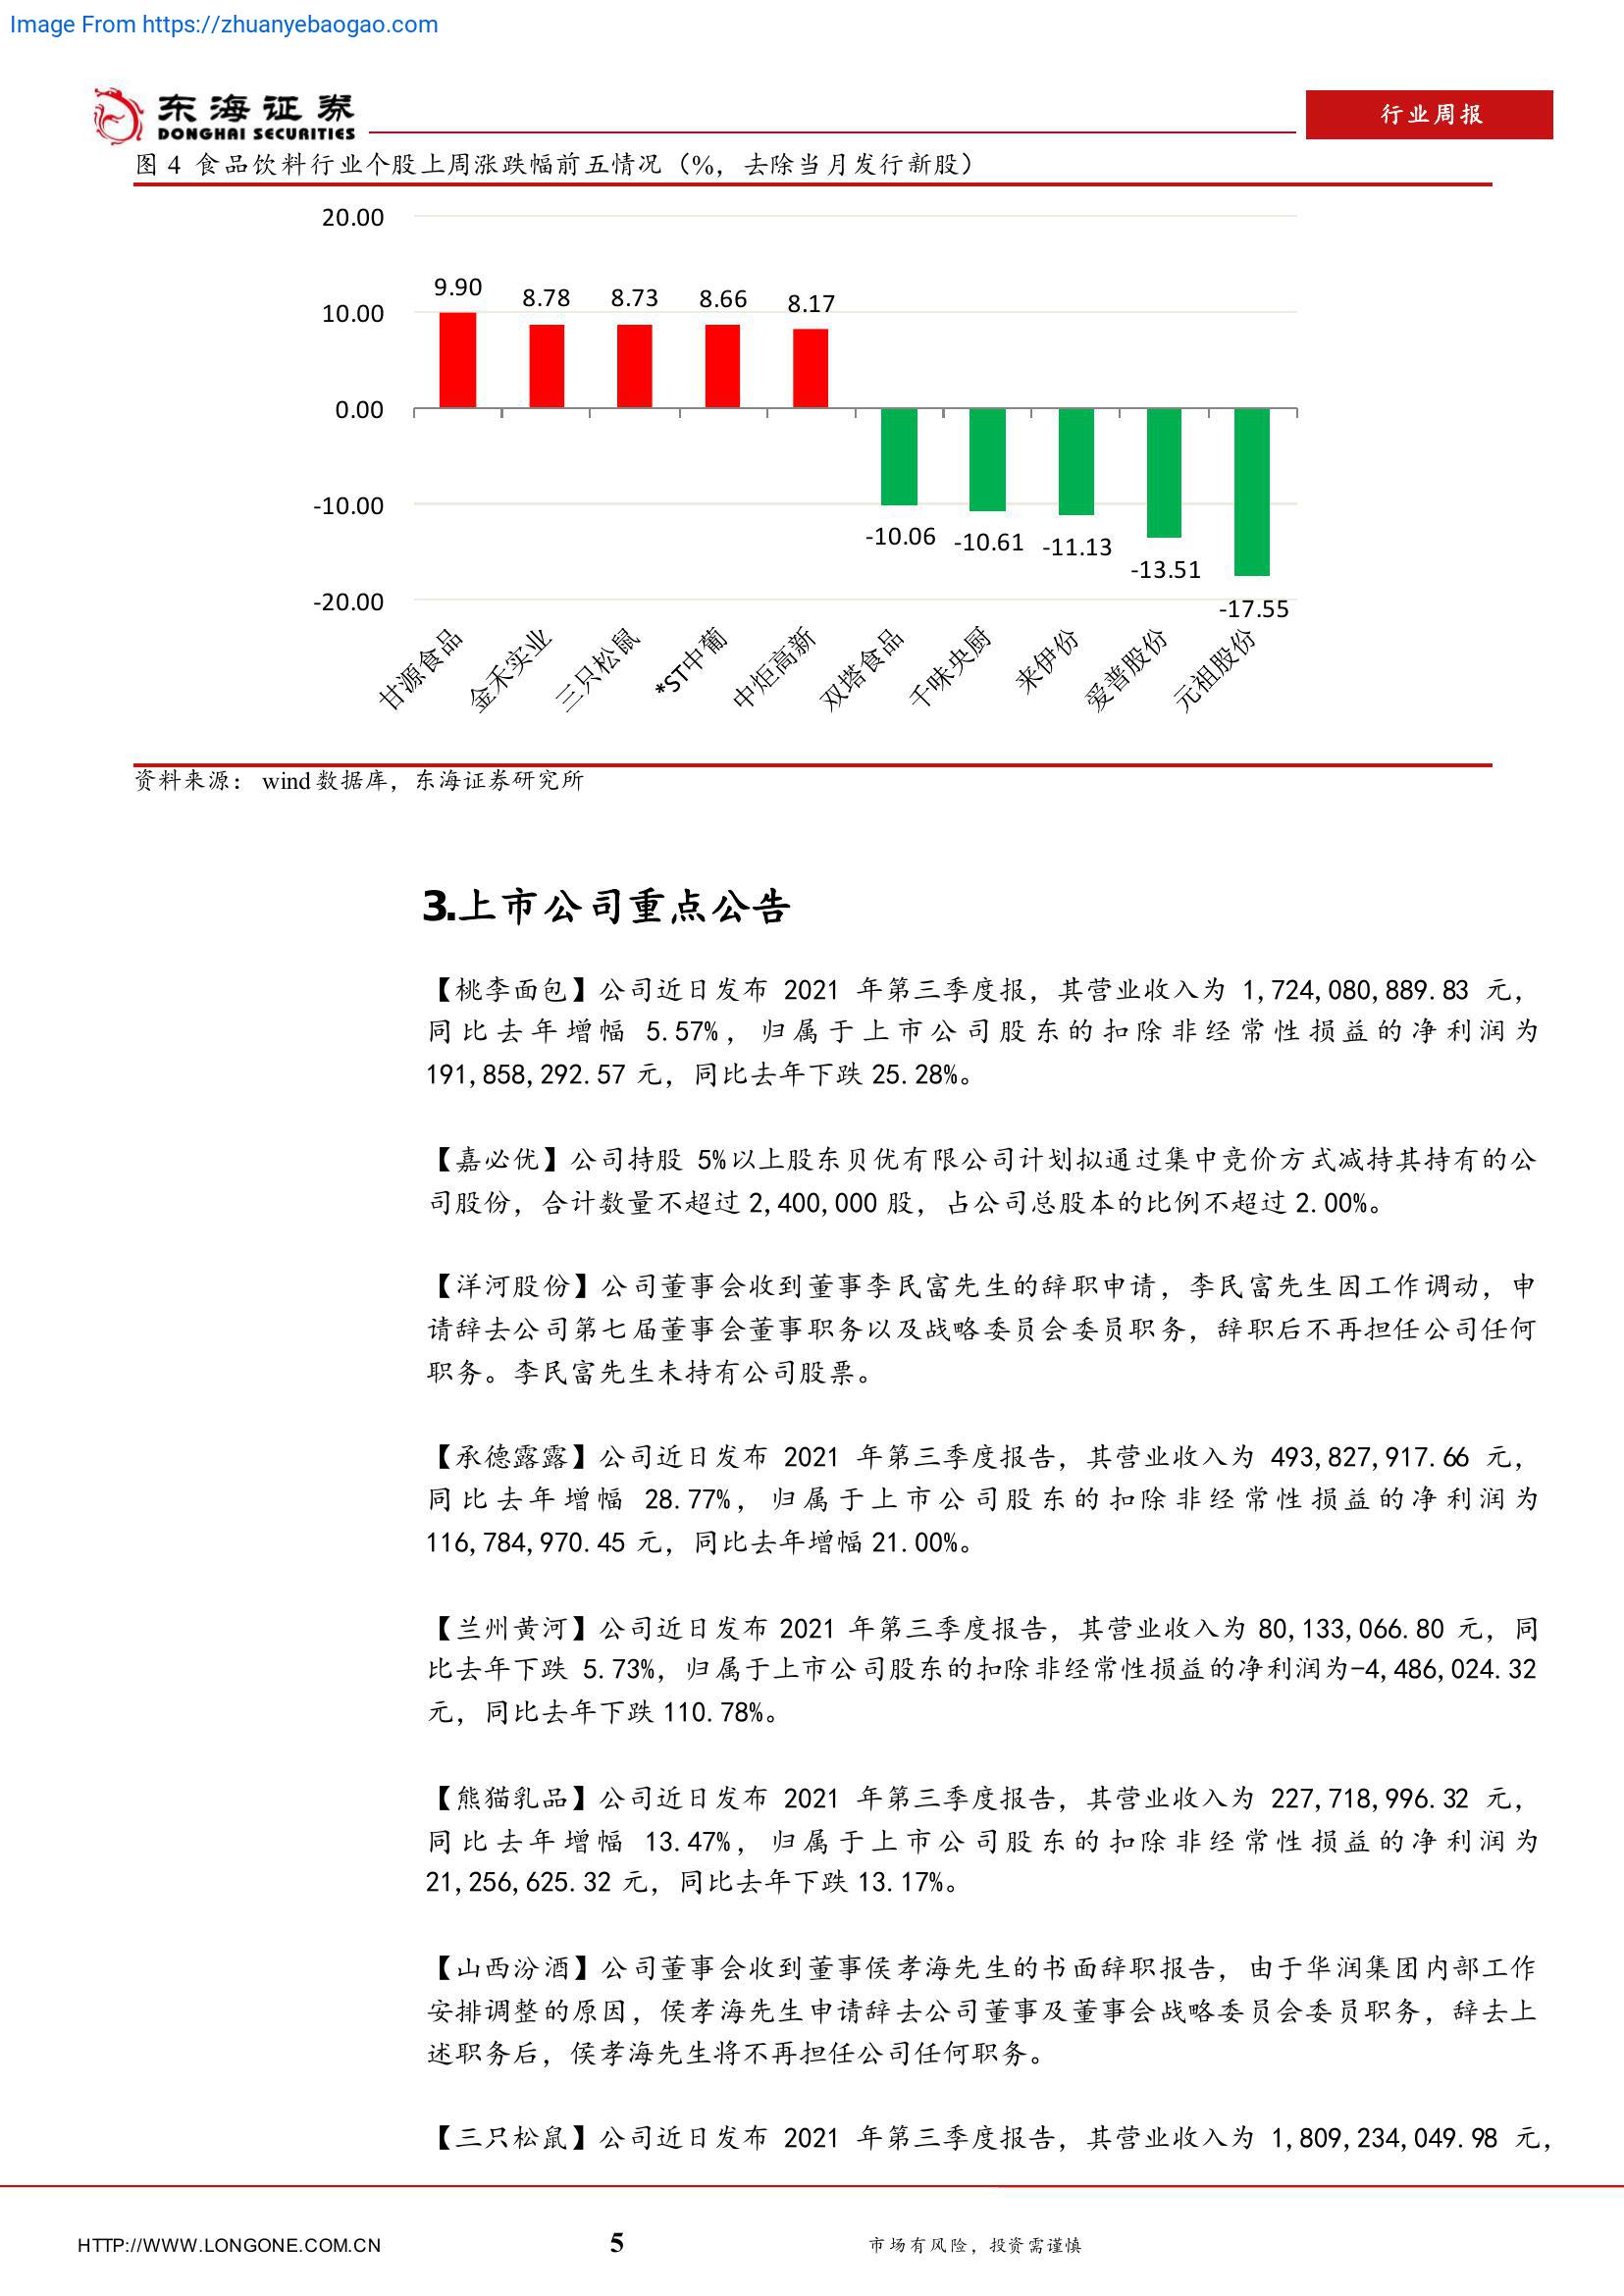 Image From https://zhuanyebaogao.com
东海证券
DONGHAI SECURITIES
行业周报
图 4 食品饮料行业个股上周涨跌幅前五情况（%，去除当月发行新股）
20.00
10.00
0.00
-10.00
-20.00
9.90
8.78
8.73
8.66
8.17
-10.06
-10.61
-11.13
-13.51
-17.55
甘源食品
金禾实业
三只松鼠
*ST中葡
中炬高新
双塔食品
千味央厨
来伊份
爱普股份
元祖股份
资料来源： wind数据库，东海证券研究所
3.上市公司重点公告
【桃李面包】公司近日发布 2021 年第三季度报，其营业收入为 1,724,080,889.83 元，
同比去年增幅 5.57%，归属于上市公司股东的扣除非经常性损益的净利润为
191,858,292.57 元，同比去年下跌 25.28%。
【嘉必优】公司持股 5%以上股东贝优有限公司计划拟通过集中竞价方式减持其持有的公
司股份，合计数量不超过 2,400,000 股，占公司总股本的比例不超过 2.00%。
【洋河股份】公司董事会收到董事李民富先生的辞职申请，李民富先生因工作调动，申
请辞去公司第七届董事会董事职务以及战略委员会委员职务，辞职后不再担任公司任何
职务。李民富先生未持有公司股票。
【承德露露】公司近日发布 2021 年第三季度报告，其营业收入为 493,827,917.66 元，
同比去年增幅 28.77%，归属于上市公司股东的扣除非经常性损益的净利润为
116,784,970.45 元，同比去年增幅 21.00%。
【兰州黄河】公司近日发布 2021 年第三季度报告，其营业收入为 80,133,066.80 元，同
比去年下跌 5.73%，归属于上市公司股东的扣除非经常性损益的净利润为-4,486,024.32
元，同比去年下跌 110.78%。
【熊猫乳品】公司近日发布 2021 年第三季度报告，其营业收入为 227,718,996.32 元，
同比去年增幅 13.47%，归属于上市公司股东的扣除非经常性损益的净利润为
21,256,625.32 元，同比去年下跌 13.17%。
【山西汾酒】公司董事会收到董事侯孝海先生的书面辞职报告，由于华润集团内部工作
安排调整的原因，侯孝海先生申请辞去公司董事及董事会战略委员会委员职务，辞去上
述职务后，侯孝海先生将不再担任公司任何职务。
【三只松鼠】公司近日发布 2021 年第三季度报告，其营业收入为 1,809,234,049.98 元，
HTTP://WWW.LONGONE.COM.CN
5
市场有风险，投资需谨慎